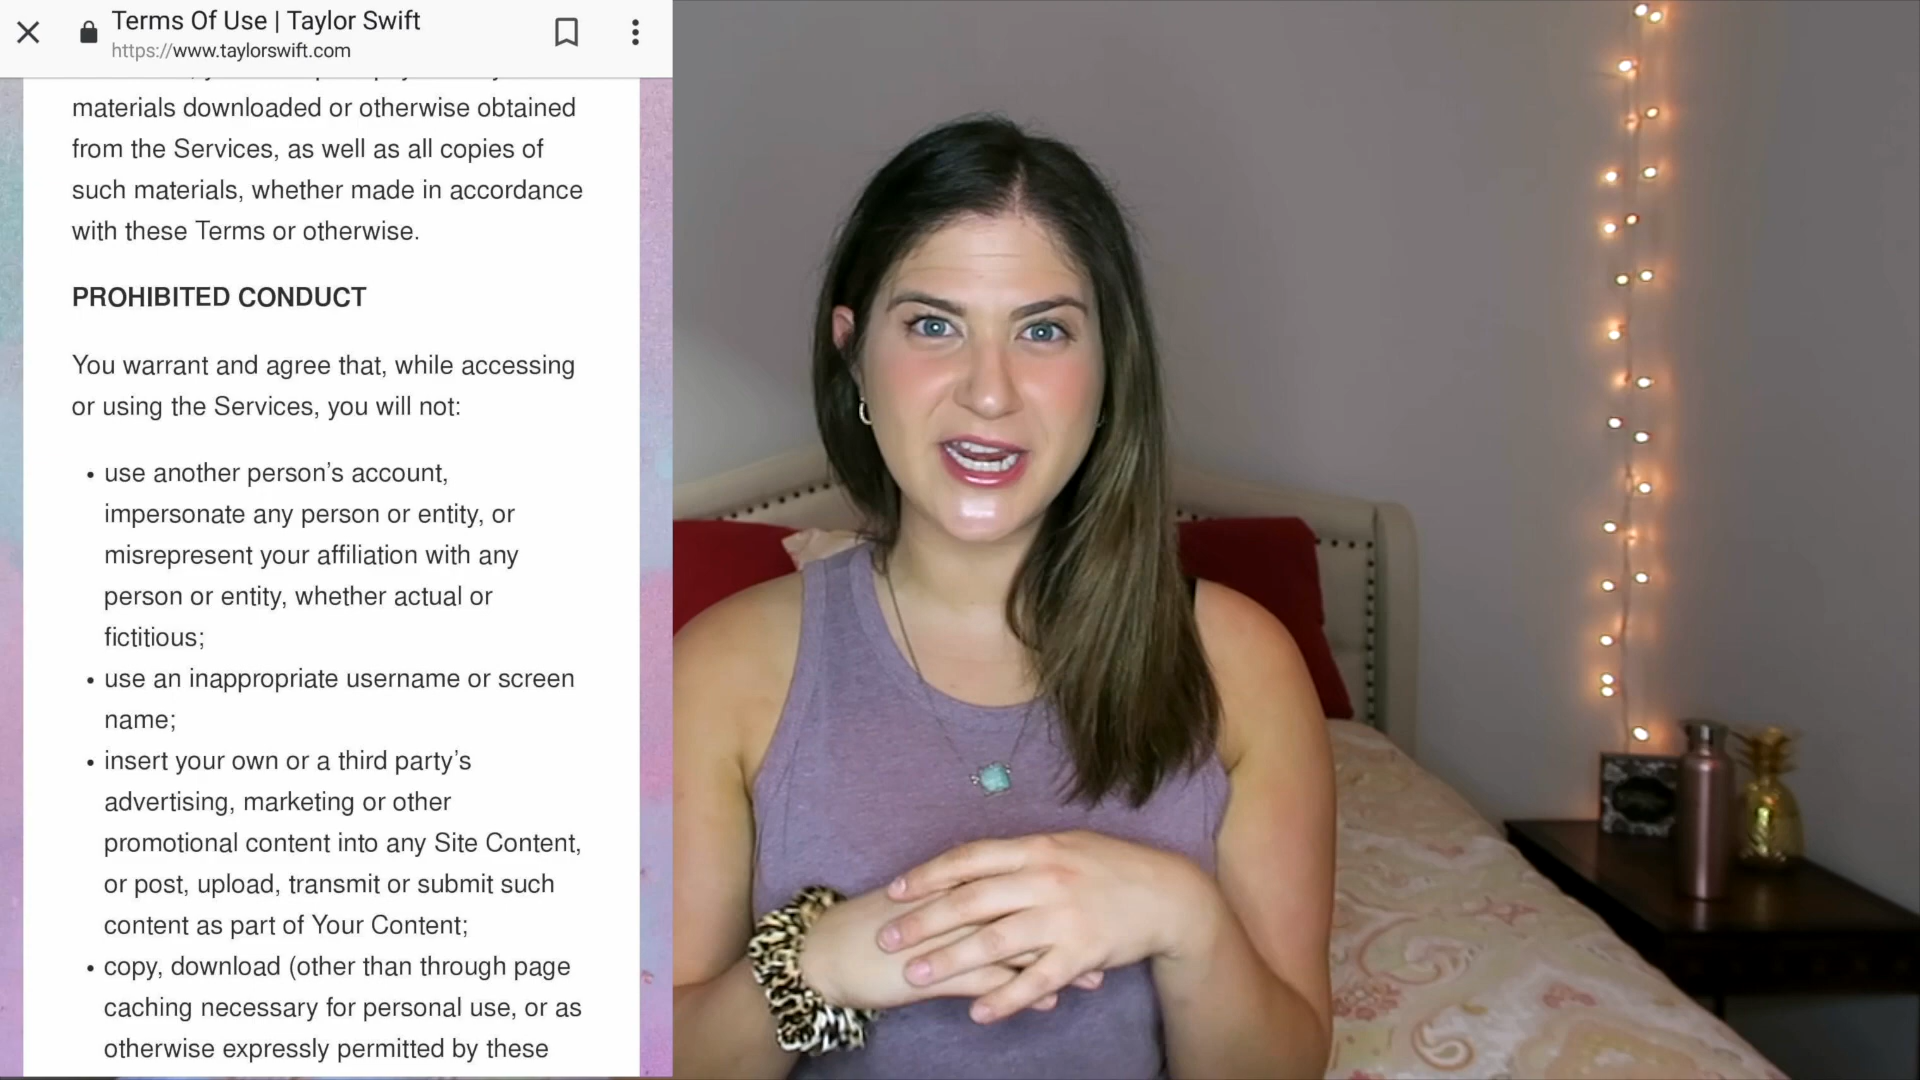 Terms Of Use | Taylor Swift
https://www.taylorswift.com
materials downloaded or otherwise obtained
from the Services, as well as all copies of
such materials, whether made in accordance
with these Terms or otherwise.
PROHIBITED CONDUCT
You warrant and agree that, while accessing
or using the Services, you will not:
• use another person’s account,
impersonate any person or entity, or
misrepresent your affiliation with any
person or entity, whether actual or
fictitious;
• use an inappropriate username or screen
name;
• insert your own or a third party’s
advertising, marketing or other
promotional content into any Site Content,
or post, upload, transmit or submit such
content as part of Your Content;
• copy, download (other than through page
caching necessary for personal use, or as
otherwise expressly permitted by these